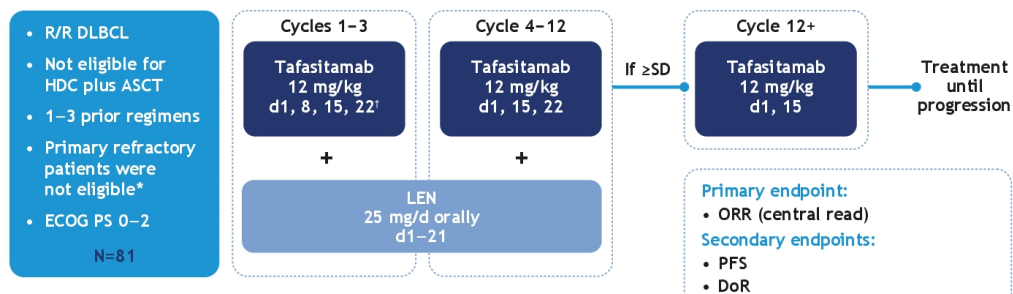 • R/R DLBCL
• Not eligible for
HDC plus ASCT
• 1–3 prior regimens
• Primary refractory
patients were
not eligible*
• ECOG PS 0–2
N=81
Cycles 1–3
Tafasitamab
12 mg/kg
d1, 8, 15, 22†
+
Cycle 4–12
Tafasitamab
12 mg/kg
d1, 15, 22
+
LEN
25 mg/d orally
d1–21
If ≥SD
Cycle 12+
Tafasitamab
12 mg/kg
d1, 15
Treatment
until
progression
Primary endpoint:
• ORR (central read)
Secondary endpoints:
• PFS
• DoR